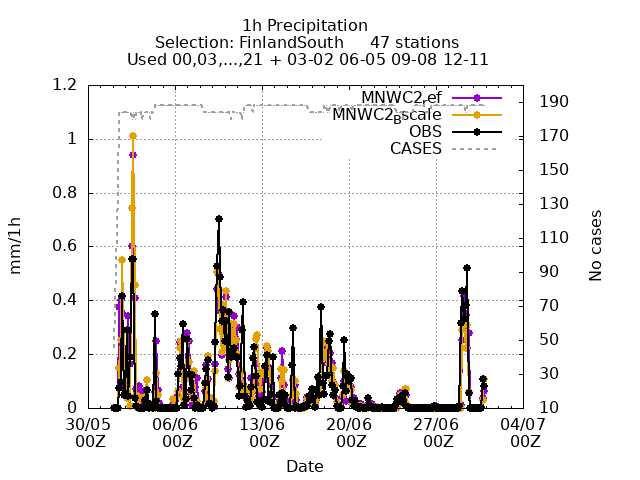 1h Precipitation
Selection: FinlandSouth 47 stations
Used 00,03,...,21 + 03-02 06-05 09-08 12-11
1.2
1
0.8
0.6
0.4
0.2
0
190
170
150
130
110
90
70
50
30
10
MNWC2_ref
MNWC2_Bscale
OBS
CASES
mm/1h
No cases
30/05 06/06 13/06 20/06 27/06 04/07
00Z 00Z 00Z 00Z 00Z 00Z
Date